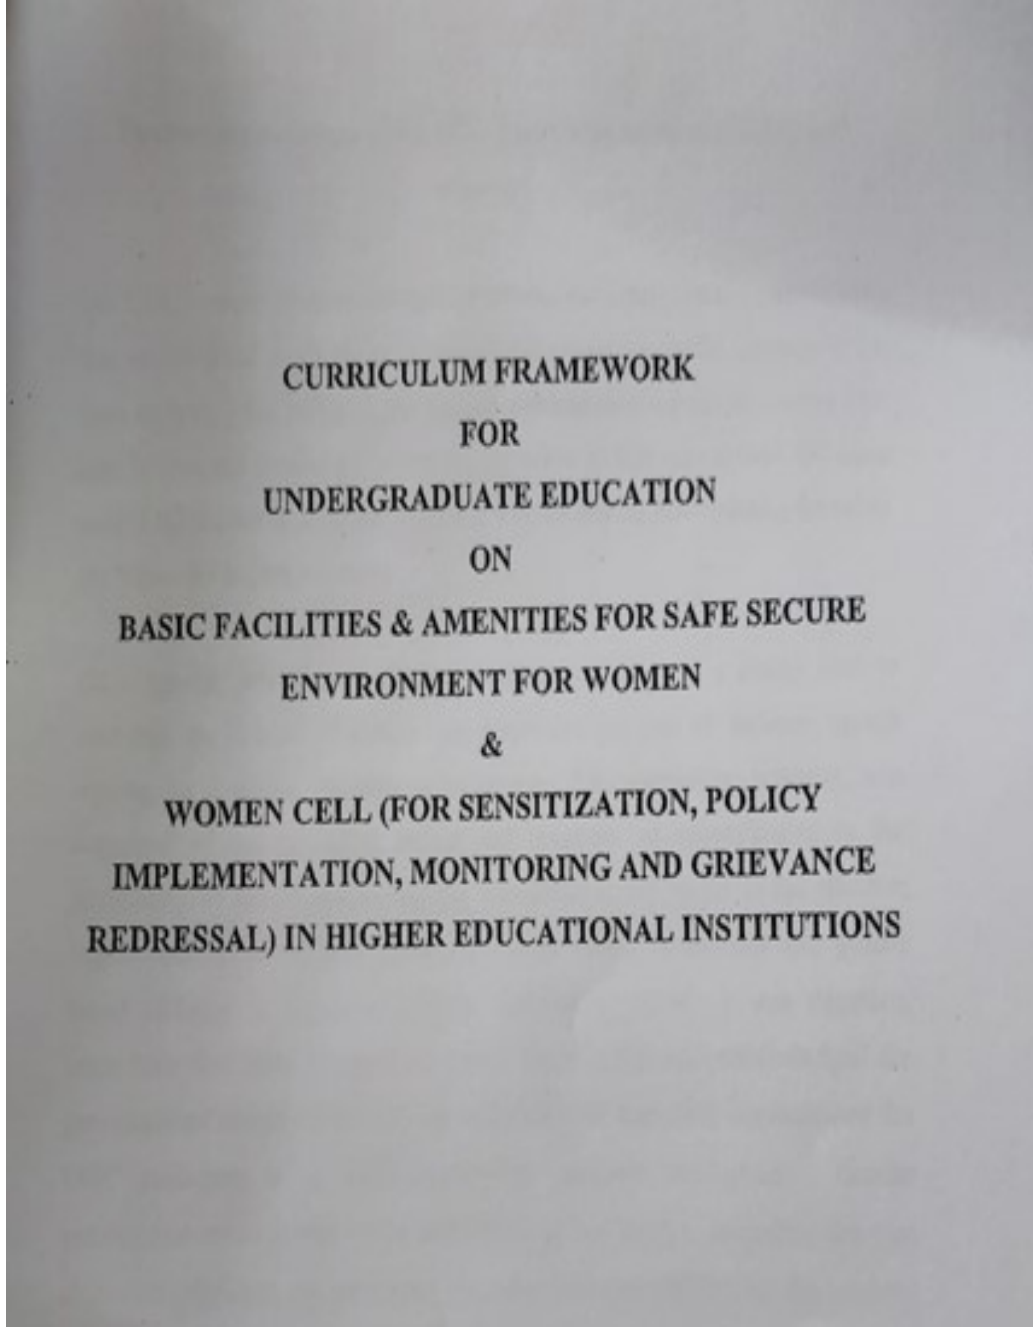 CURRICULUM FRAMEWORK
FOR
UNDERGRADUATE EDUCATION
ON
BASIC FACILITIES & AMENITIES FOR SAFE SECURE
ENVIRONMENT FOR WOMEN
&
WOMEN CELL (FOR SENSITIZATION, POLICY
IMPLEMENTATION, MONITORING AND GRIEVANCE
REDRESSAL) IN HIGHER EDUCATIONAL INSTITUTIONS